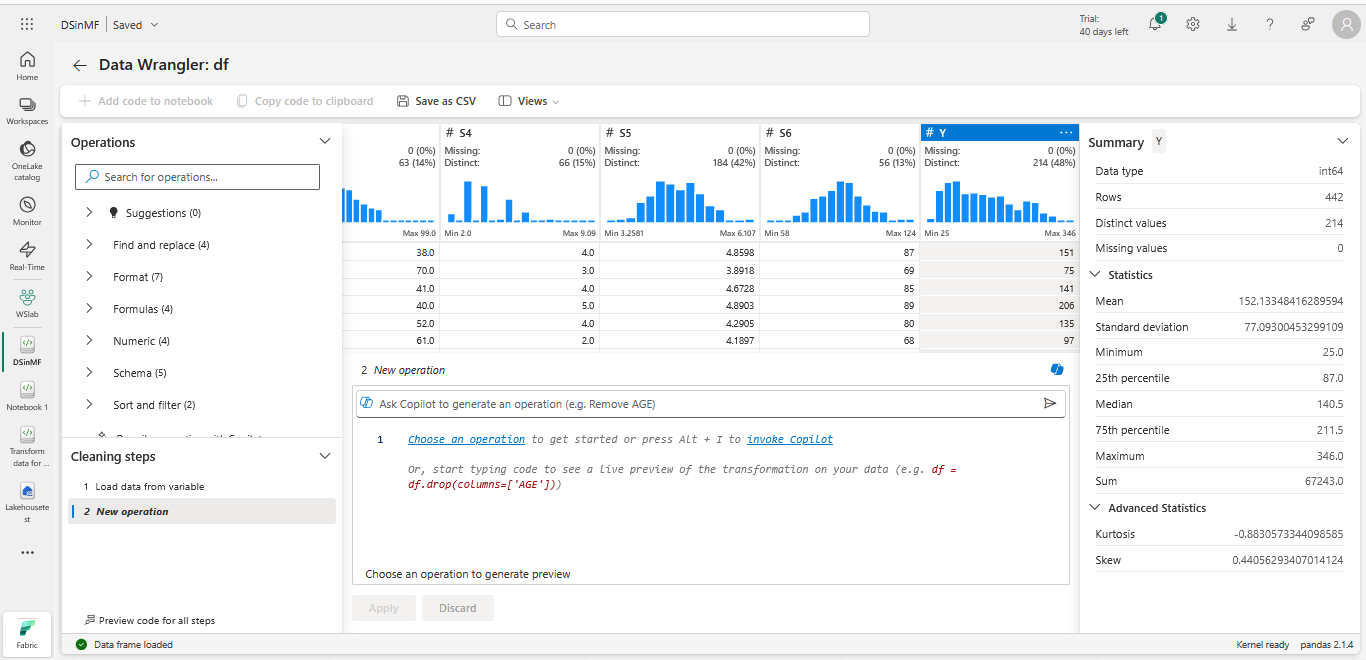 DSinMF
Saved
Search
Trial:
40 days left
1
Home
Workspaces
OneLake
catalog
Monitor
Real-Time
WSlab
DSinMF
Notebook 1
Transform
data for ...
Lakehousete
st
Fabric
Data Wrangler: df
Add code to notebook
Copy code to clipboard
Save as CSV
Views
Operations
Search for operations...
Suggestions (0)
Find and replace (4)
Format (7)
Formulas (4)
Numeric (4)
Schema (5)
Sort and filter (2)
Cleaning steps
1 Load data from variable
2 New operation
Preview code for all steps
# S4 # S5 # S6 # Y ...
0 (0%) Missing: 0 (0%) Missing: 0 (0%) Missing: 0 (0%) Missing: 0 (0%)
63 (14%) Distinct: 66 (15%) Distinct: 184 (42%) Distinct: 56 (13%) Distinct: 214 (48%)
Max 99.0 Min 2.0 Max 9.09 Min 3.2581 Max 6.107 Min 58 Max 124 Min 25 Max 346
38.0 4.0 4.8598 87 151
70.0 3.0 3.8918 69 75
41.0 4.0 4.6728 85 141
40.0 5.0 4.8903 89 206
52.0 4.0 4.2905 80 135
61.0 2.0 4.1897 68 97
2 New operation
Ask Copilot to generate an operation (e.g. Remove AGE)
1 Choose an operation to get started or press Alt + I to invoke Copilot
Or, start typing code to see a live preview of the transformation on your data (e.g. df =
df.drop(columns=['AGE']))
Choose an operation to generate preview
Apply
Discard
Summary Y
Data type int64
Rows 442
Distinct values 214
Missing values 0
Statistics
Mean 152.13348416289594
Standard deviation 77.09300453299109
Minimum 25.0
25th percentile 87.0
Median 140.5
75th percentile 211.5
Maximum 346.0
Sum 67243.0
Advanced Statistics
Kurtosis -0.8830573344098585
Skew 0.44056293407014124
Data frame loaded
Kernel ready
pandas 2.1.4